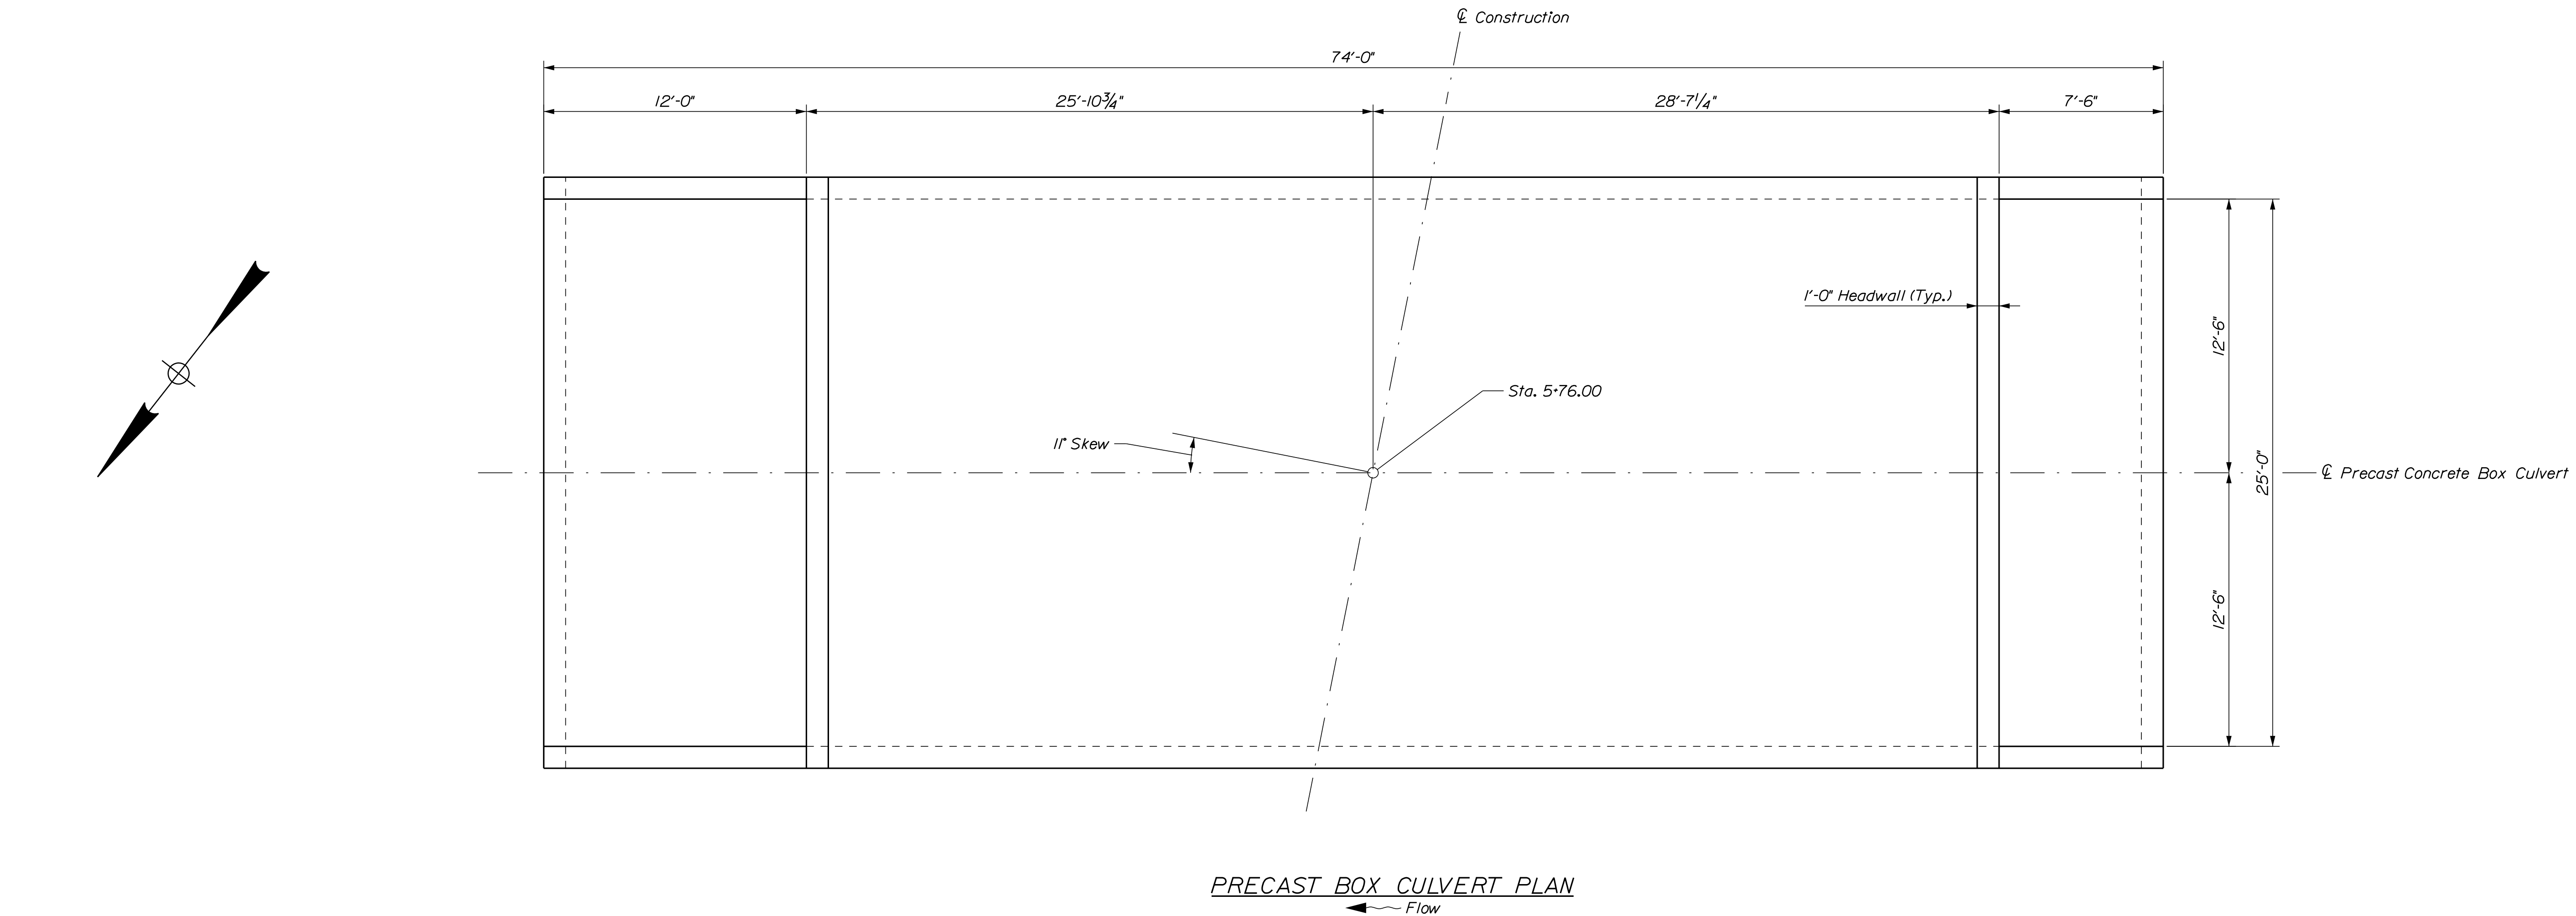 ℄ Construction
74'-0"
12'-0"
25'-10¾"
28'-7¼"
7'-6"
1'-0" Headwall (Typ.)
12'-6"
Sta. 5+76.00
11° Skew
25'-0"
℄ Precast Concrete Box Culvert
12'-6"
PRECAST BOX CULVERT PLAN
Flow